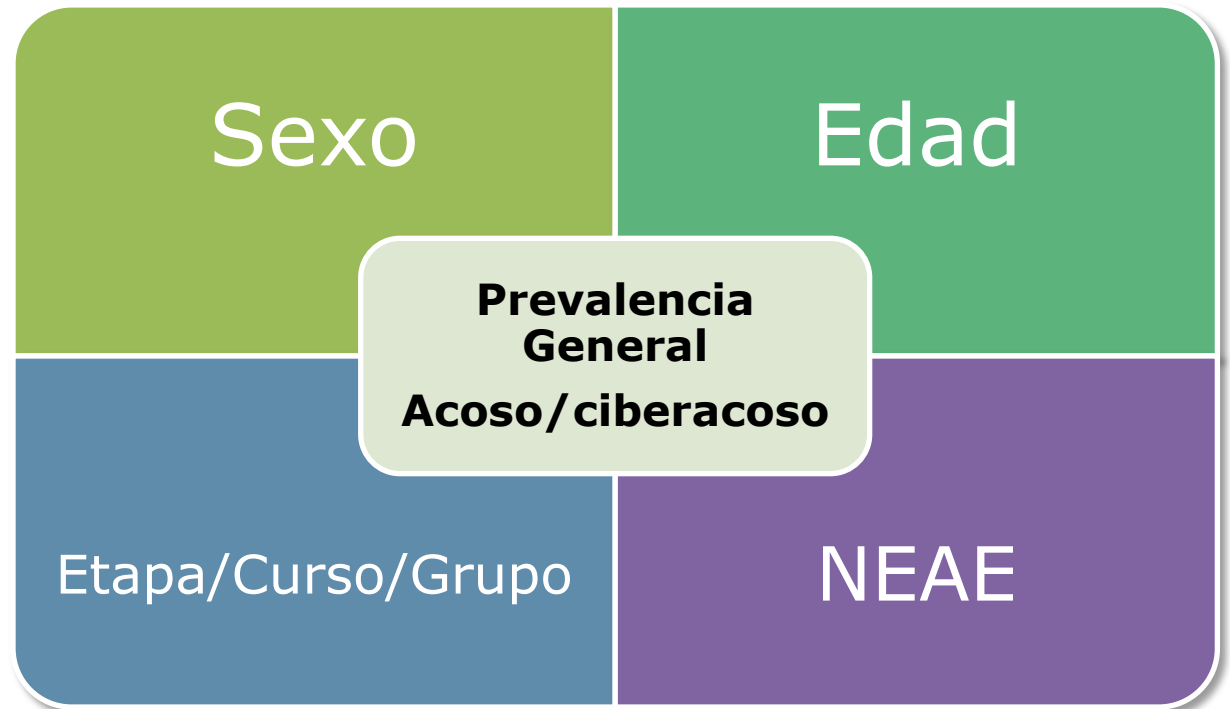 Sexo
Edad
Prevalencia
General
Acoso/ciberacoso
Etapa/Curso/Grupo
NEAE